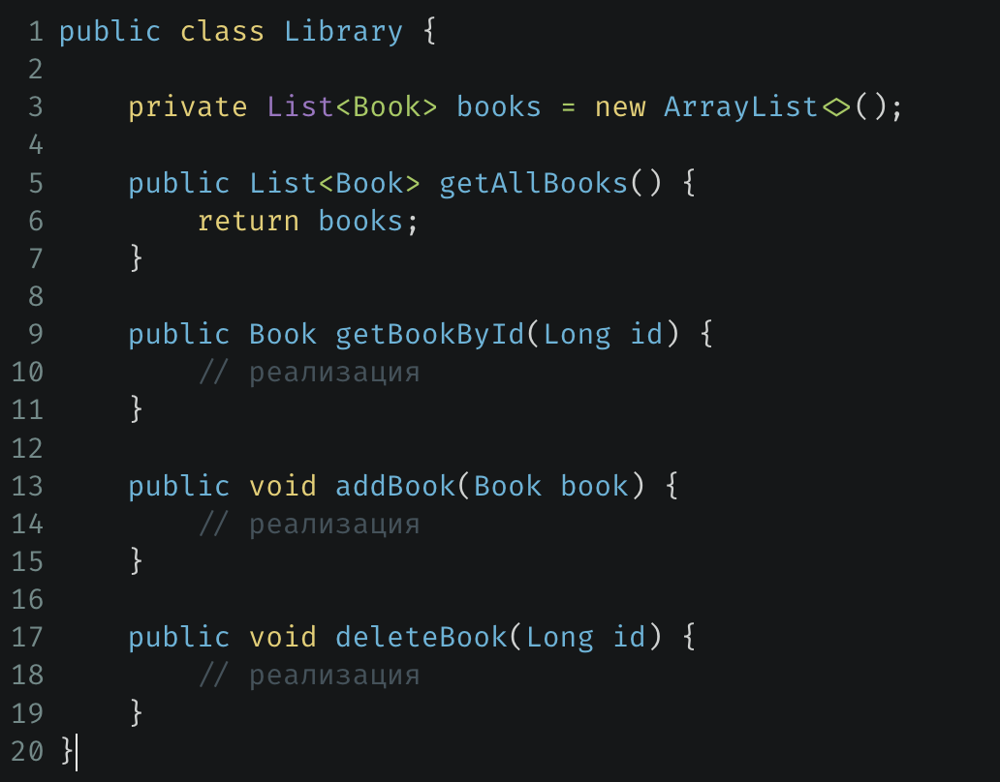 1 public class Library {
2
3     private List<Book> books = new ArrayList<>();
4
5     public List<Book> getAllBooks() {
6         return books;
7     }
8
9     public Book getBookById(Long id) {
10         // реализация
11     }
12
13     public void addBook(Book book) {
14         // реализация
15     }
16
17     public void deleteBook(Long id) {
18         // реализация
19     }
20 }